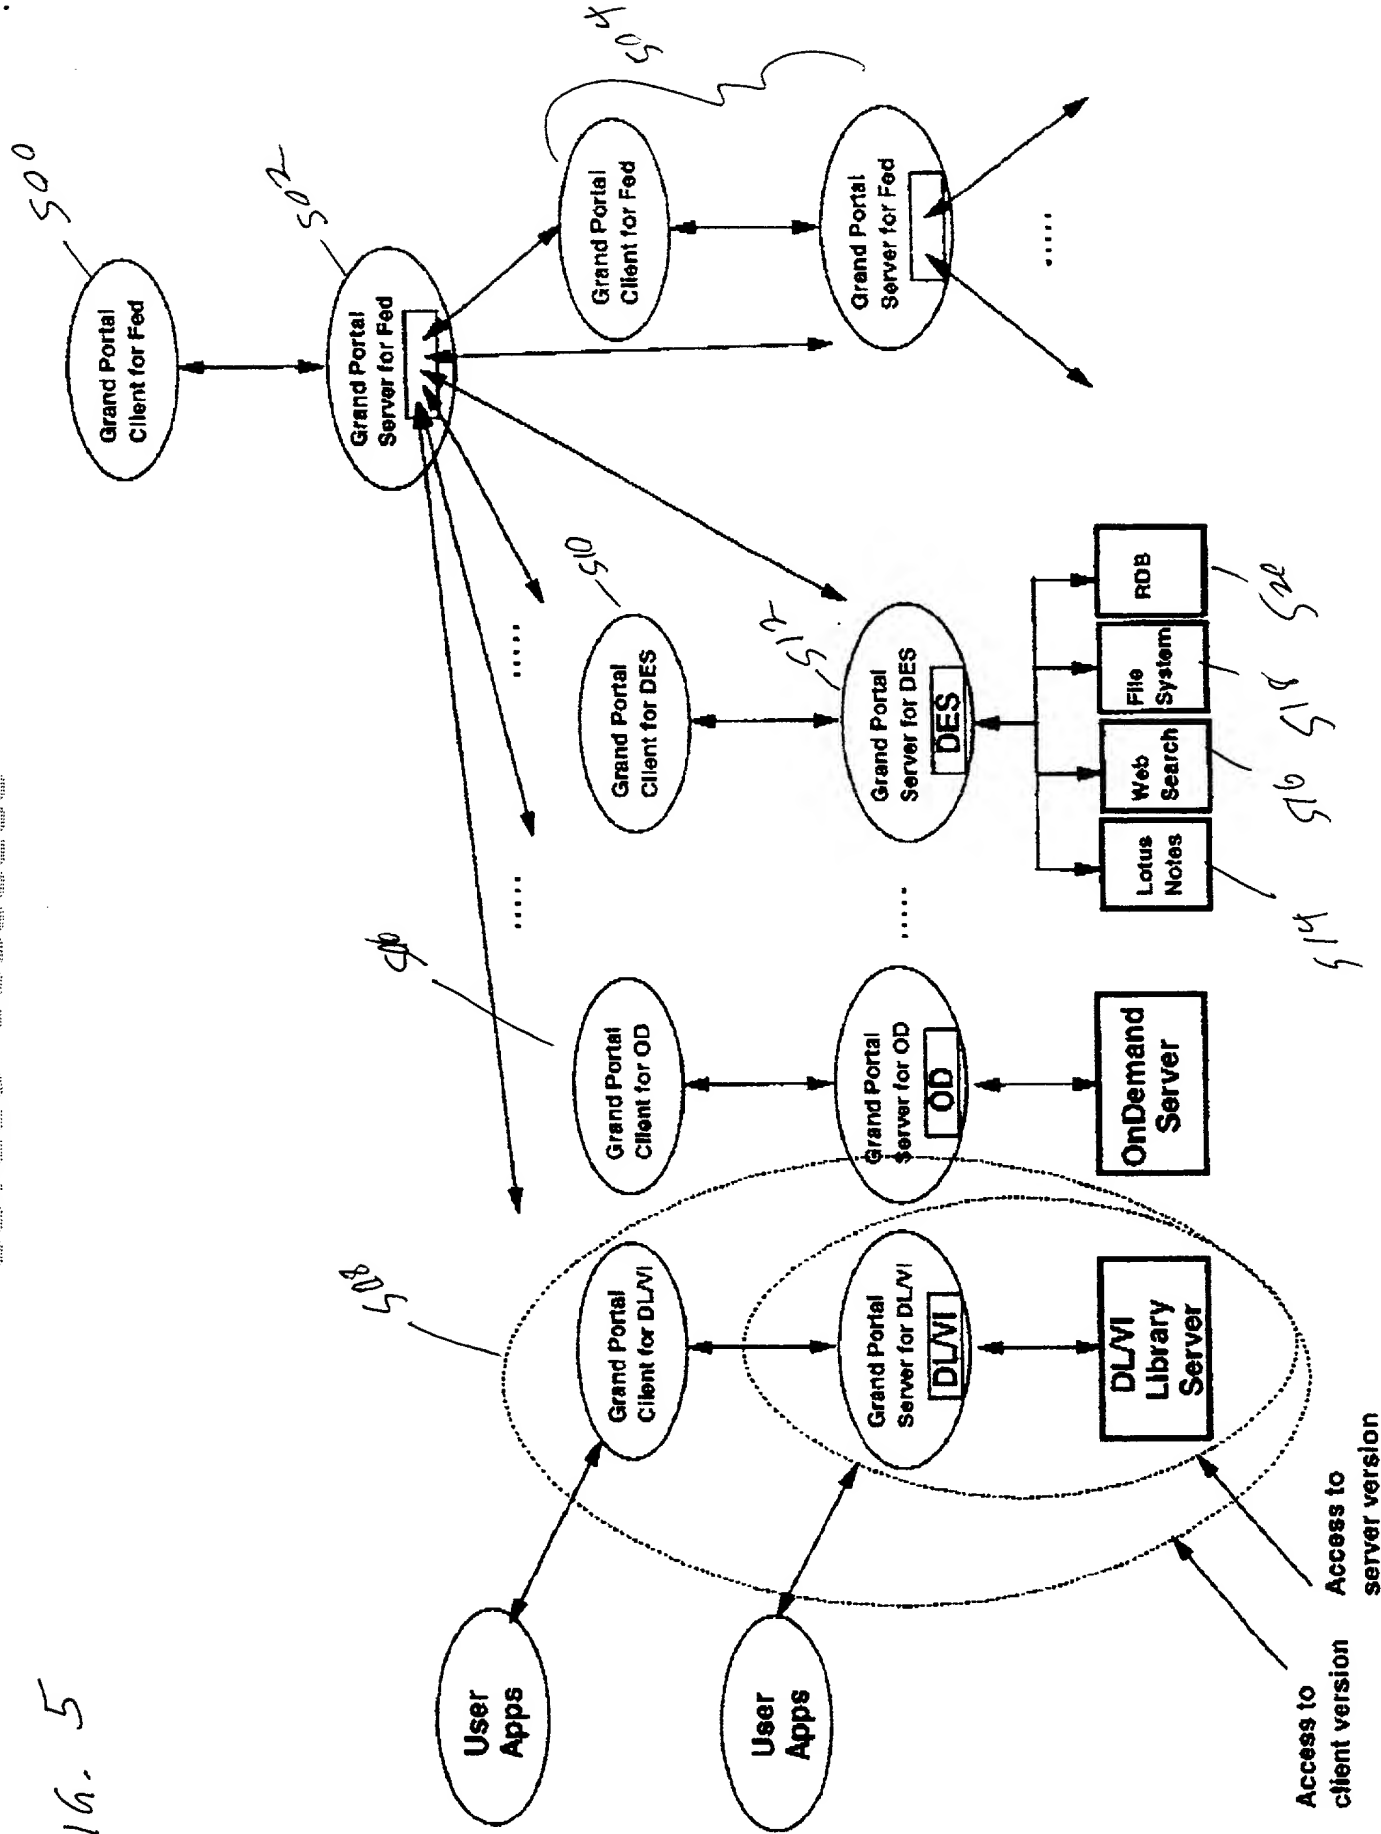 500
Grand Portal
Client for Fed
502
Grand Portal
Server for Fed
504
Grand Portal
Client for Fed
Grand Portal
Server for Fed
.....
User
Apps
User
Apps
508
Grand Portal
Client for DL/VI
Grand Portal
Server for DL/VI
DL/VI
DL/VI
Library
Server
506
Grand Portal
Client for OD
Grand Portal
Server for OD
OD
OnDemand
Server
.....
.....
.....
510
Grand Portal
Client for DES
512
Grand Portal
Server for DES
DES
Lotus
Notes
Web
Search
File
System
RDB
514
516
518
520
Access to
client version
Access to
server version
IG. 5